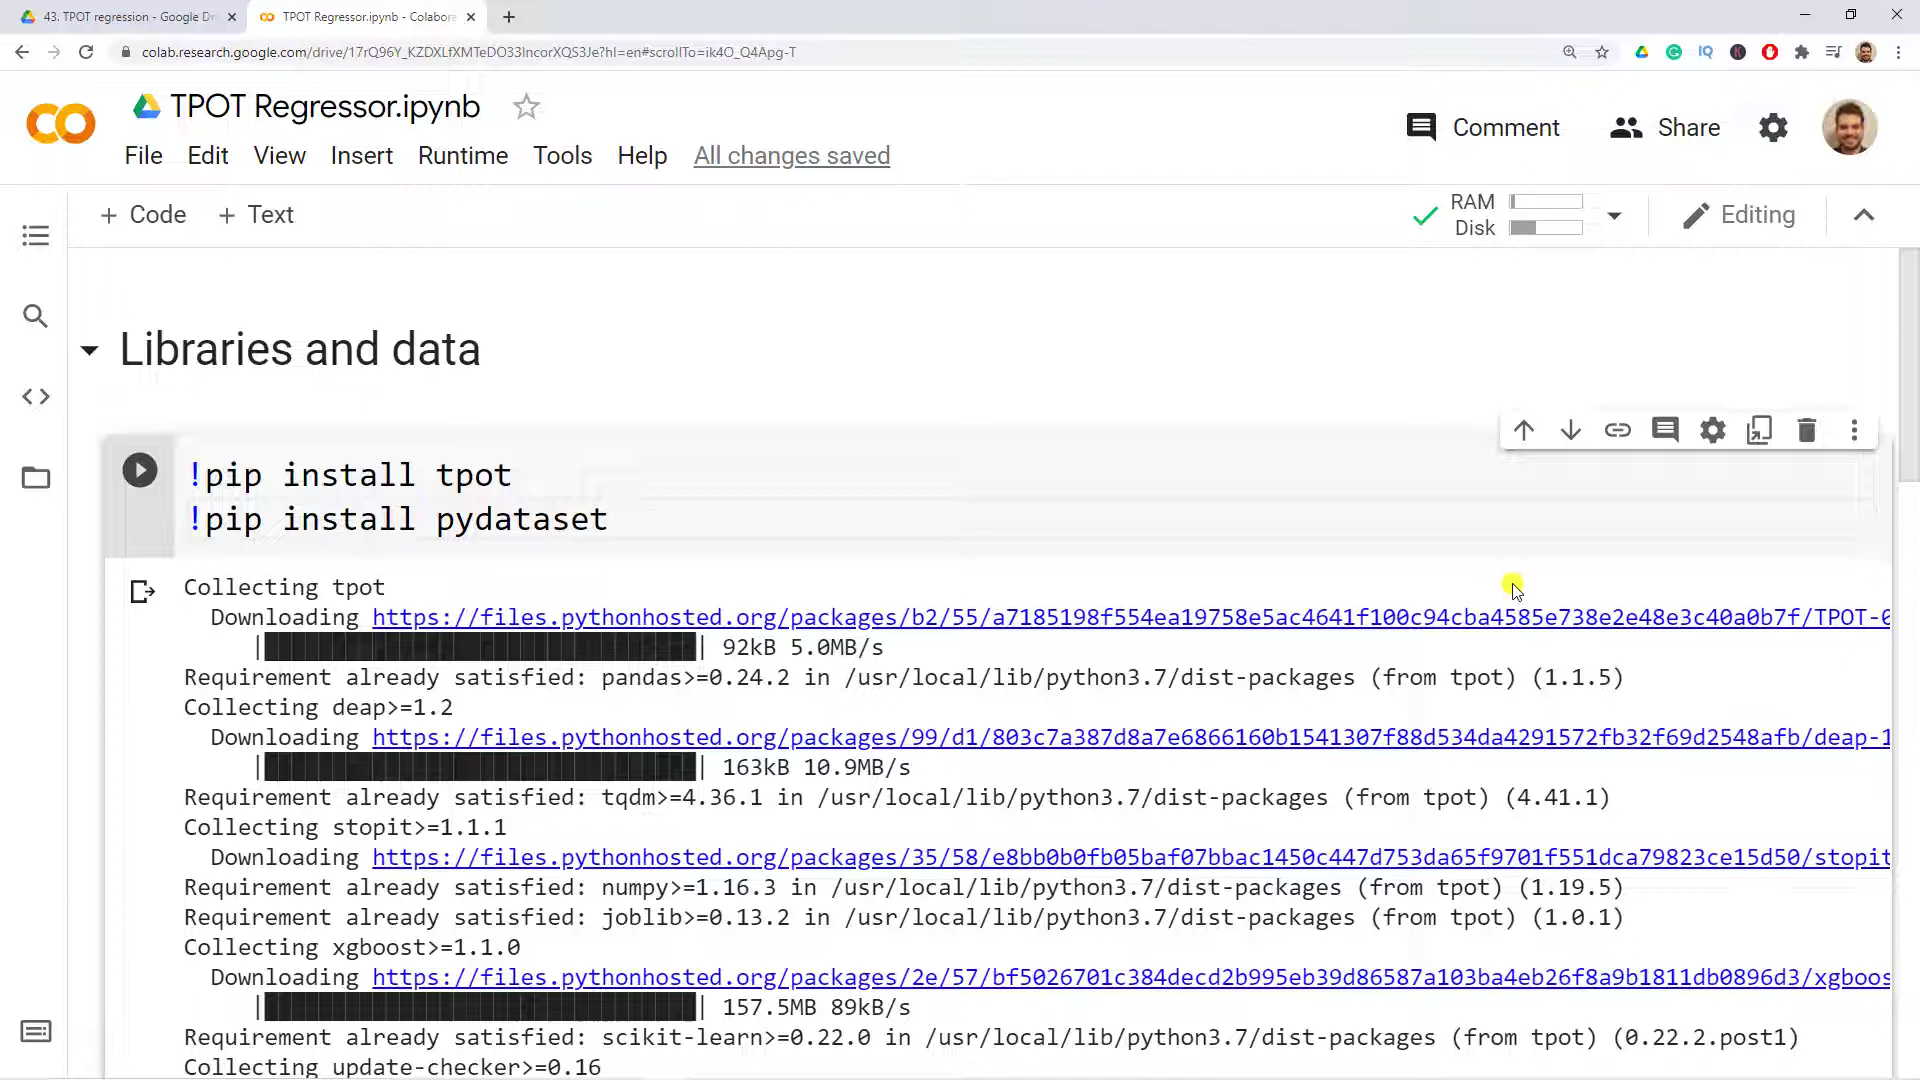 43. TPOT regression - Google Dr
TPOT Regressor.ipynb - Colabora
colab.research.google.com/drive/17rQ96Y_KZDXLfXMTeDO33IncorXQS3Je?hl=en#scrollTo=ik4O_Q4Apg-T
TPOT Regressor.ipynb
Comment
Share
File Edit View Insert Runtime Tools Help All changes saved
+ Code + Text
RAM
Disk
Editing
Libraries and data
!pip install tpot
!pip install pydataset
Collecting tpot
Downloading https://files.pythonhosted.org/packages/b2/55/a7185198f554ea19758e5ac4641f100c94cba4585e738e2e48e3c40a0b7f/TPOT-0
| 92kB 5.0MB/s
Requirement already satisfied: pandas>=0.24.2 in /usr/local/lib/python3.7/dist-packages (from tpot) (1.1.5)
Collecting deap>=1.2
Downloading https://files.pythonhosted.org/packages/99/d1/803c7a387d8a7e6866160b1541307f88d534da4291572fb32f69d2548afb/deap-1
| 163kB 10.9MB/s
Requirement already satisfied: tqdm>=4.36.1 in /usr/local/lib/python3.7/dist-packages (from tpot) (4.41.1)
Collecting stopit>=1.1.1
Downloading https://files.pythonhosted.org/packages/35/58/e8bb0b0fb05baf07bbac1450c447d753da65f9701f551dca79823ce15d50/stopit
Requirement already satisfied: numpy>=1.16.3 in /usr/local/lib/python3.7/dist-packages (from tpot) (1.19.5)
Requirement already satisfied: joblib>=0.13.2 in /usr/local/lib/python3.7/dist-packages (from tpot) (1.0.1)
Collecting xgboost>=1.1.0
Downloading https://files.pythonhosted.org/packages/2e/57/bf5026701c384decd2b995eb39d86587a103ba4eb26f8a9b1811db0896d3/xgboos
| 157.5MB 89kB/s
Requirement already satisfied: scikit-learn>=0.22.0 in /usr/local/lib/python3.7/dist-packages (from tpot) (0.22.2.post1)
Collecting update-checker>=0.16